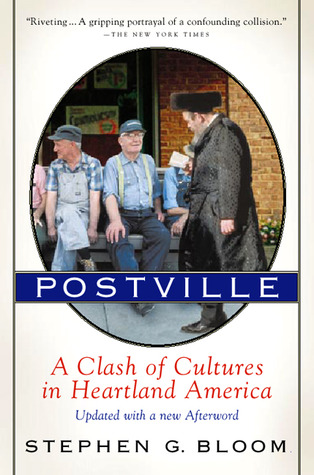 “Riveting ... A gripping portrayal of a confounding collision.”
—THE NEW YORK TIMES
POSTVILLE
A Clash of Cultures
in Heartland America
Updated with a new Afterword
STEPHEN G. BLOOM